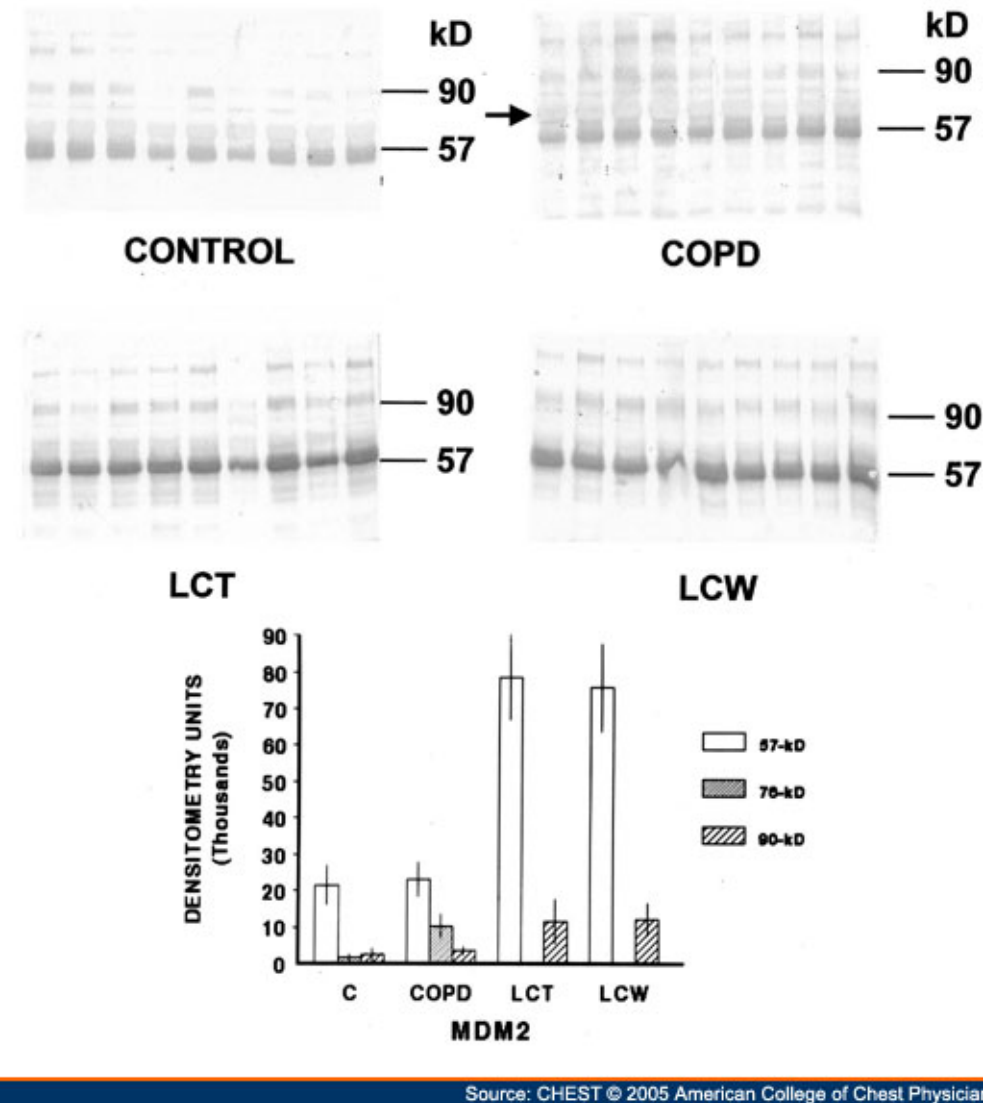 kD
90
57
CONTROL
kD
90
57
COPD
90
57
LCT
90
57
LCW
DENSITOMETRY UNITS
(Thousands)
90
80
70
60
50
40
30
20
10
0
C COPD LCT LCW
MDM2
57-kD
76-kD
90-kD
Source: CHEST © 2005 American College of Chest Physician